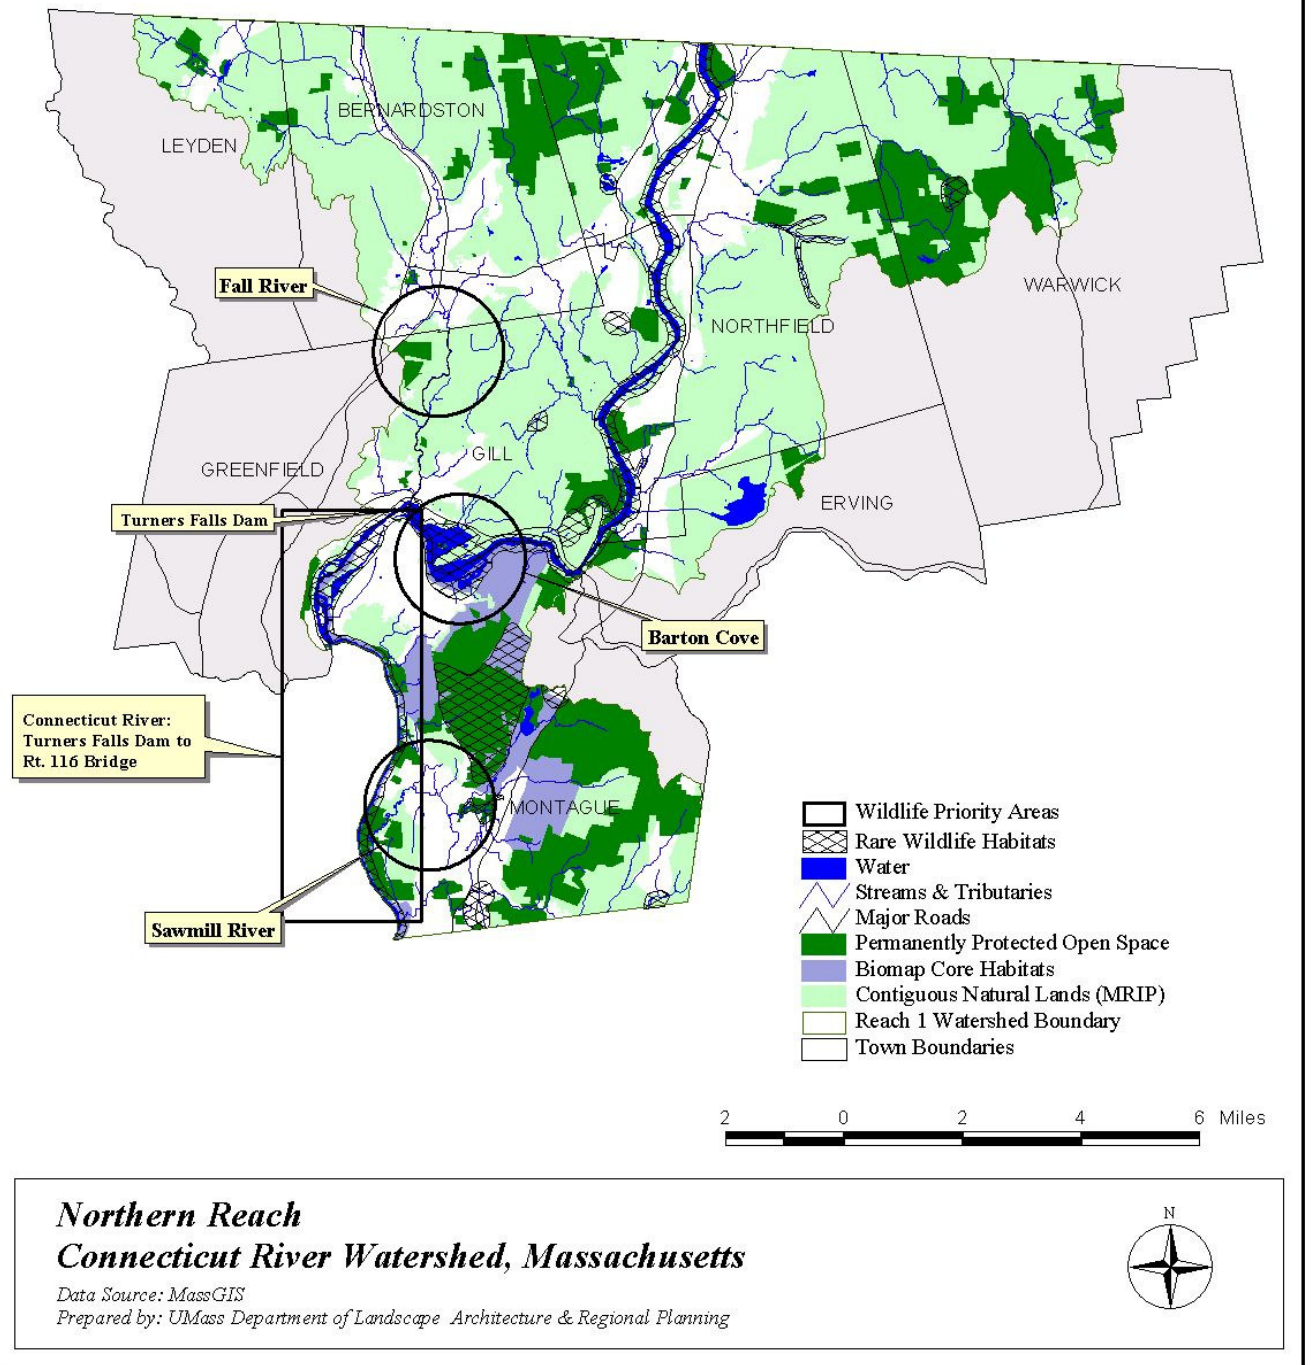 BERNARDSTON
LEYDEN
Fall River
WARWICK
NORTHFIELD
GILL
GREENFIELD
Turners Falls Dam
ERVING
Barton Cove
Connecticut River:
Turners Falls Dam to
Rt. 116 Bridge
MONTAGUE
Sawmill River
Wildlife Priority Areas
Rare Wildlife Habitats
Water
Streams & Tributaries
Major Roads
Permanently Protected Open Space
Biomap Core Habitats
Contiguous Natural Lands (MRIP)
Reach 1 Watershed Boundary
Town Boundaries
2 0 2 4 6 Miles
Northern Reach
Connecticut River Watershed, Massachusetts
Data Source: MassGIS
Prepared by: UMass Department of Landscape Architecture & Regional Planning
N